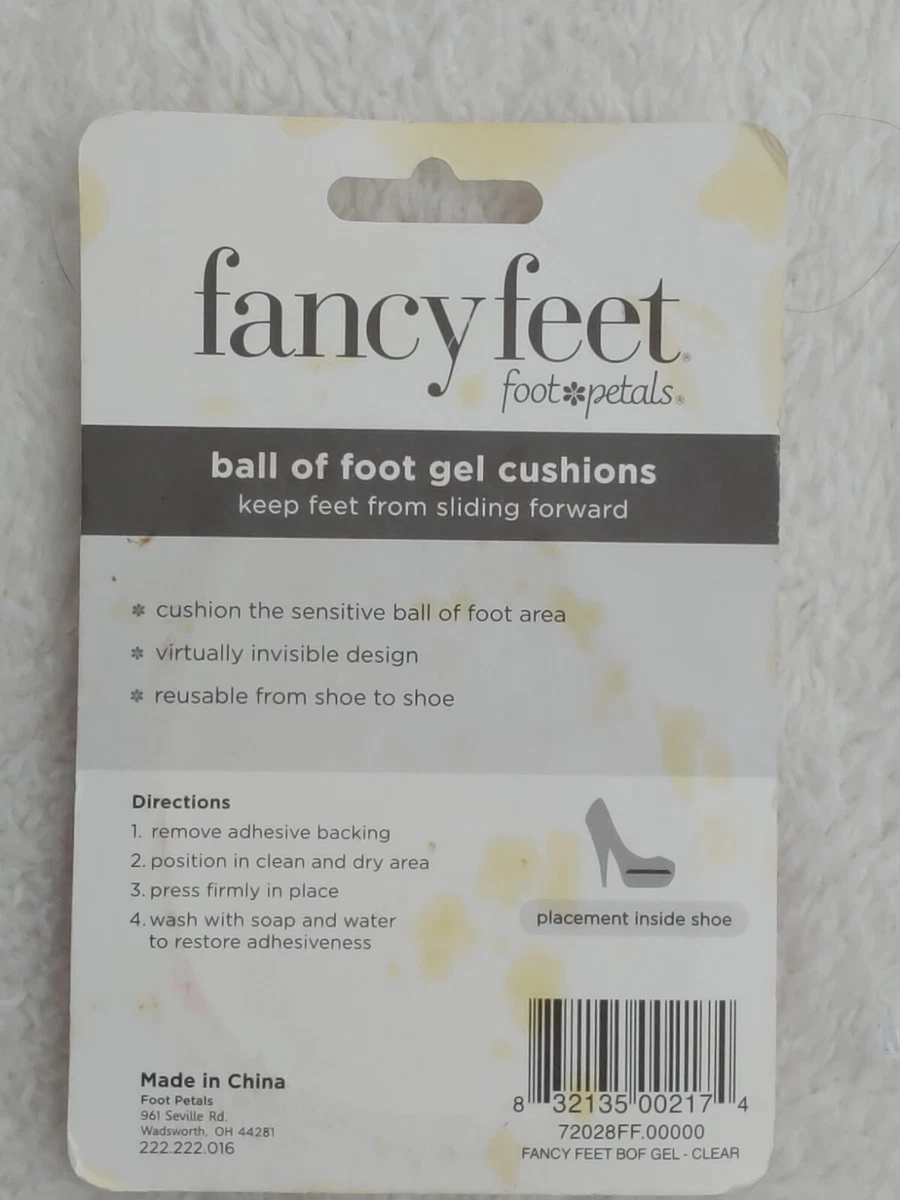 fancy feet®
foot*petals®
ball of foot gel cushions
keep feet from sliding forward
* cushion the sensitive ball of foot area
* virtually invisible design
* reusable from shoe to shoe
Directions
1. remove adhesive backing
2. position in clean and dry area
3. press firmly in place
4. wash with soap and water
to restore adhesiveness
placement inside shoe
Made in China
Foot Petals
961 Seville Rd.
Wadsworth, OH 44281
222.222.016
8 32135 00217 4
72028FF.00000
FANCY FEET BOF GEL - CLEAR